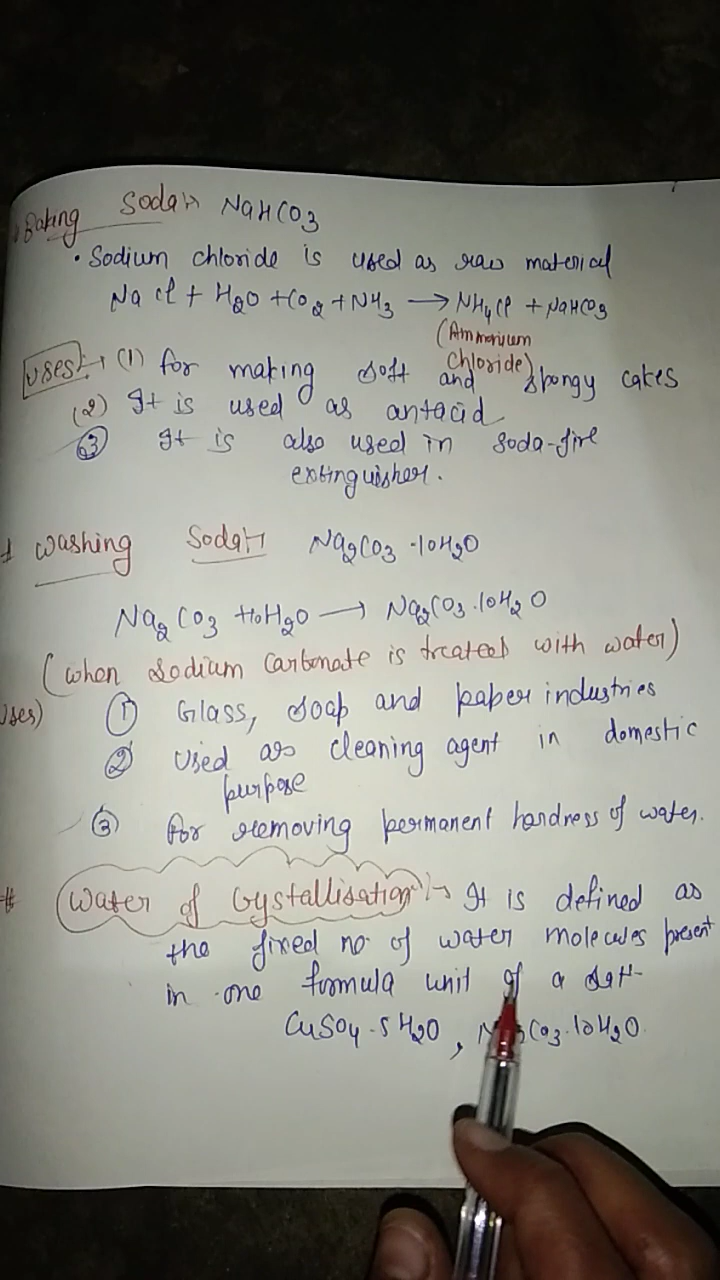 Baking Soda:→ NaHCO3
• Sodium chloride is used as raw material
NaCl + H2O + CO2 + NH3 → NH4Cl + NaHCO3
(Ammonium
Chloride)
Uses:→ (1) for making soft and spongy cakes
(2) It is used as antacid
(3) It is also used in soda-fire
extinguisher.
# Washing Soda:→ Na2CO3 · 10H2O
Na2CO3 + 10H2O → Na2CO3 . 10H2O
(when sodium carbonate is treated with water)
Uses) (1) Glass, soap and paper industries
(2) Used as cleaning agent in domestic
purpose
(3) for removing permanent hardness of water.
# Water of Crystallisation :→ It is defined as
the fixed no of water molecules present
in one formula unit of a
CuSO4 . 5H2O , CO3 . 10H2O.